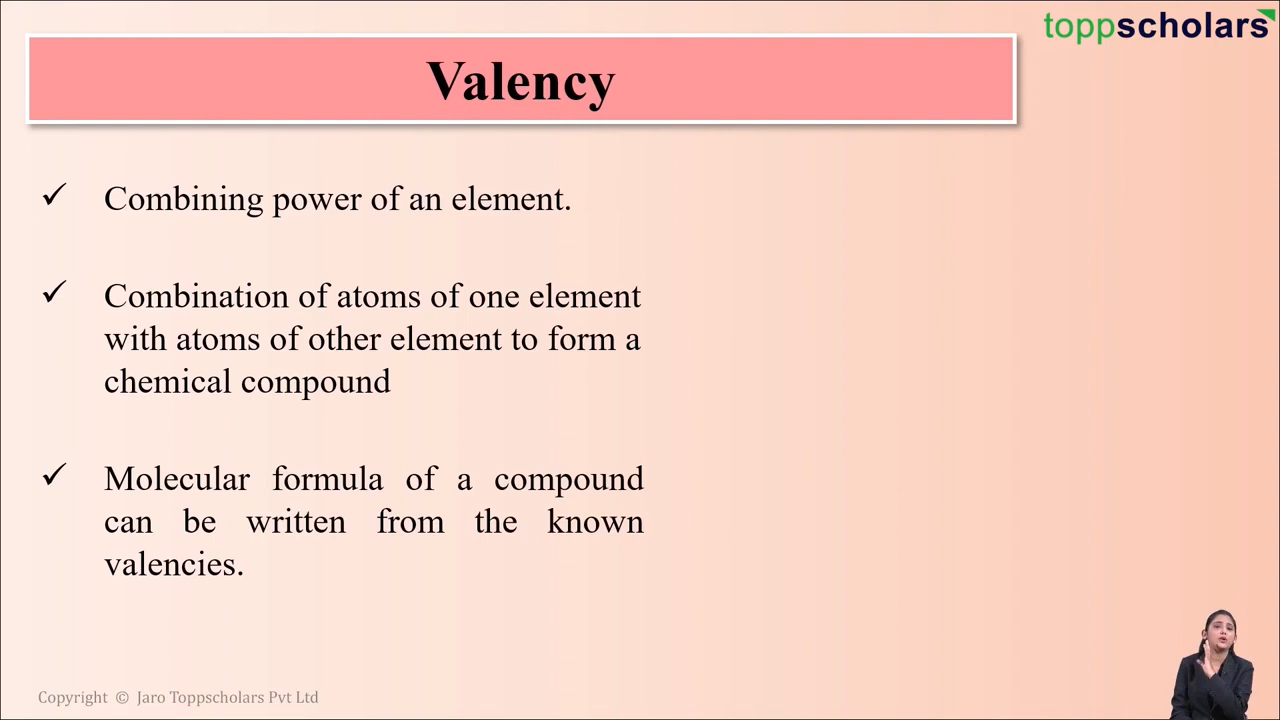 toppscholars
Valency
✓ Combining power of an element.
✓ Combination of atoms of one element
with atoms of other element to form a
chemical compound
✓ Molecular formula of a compound
can be written from the known
valencies.
Copyright © Jaro Toppscholars Pvt Ltd